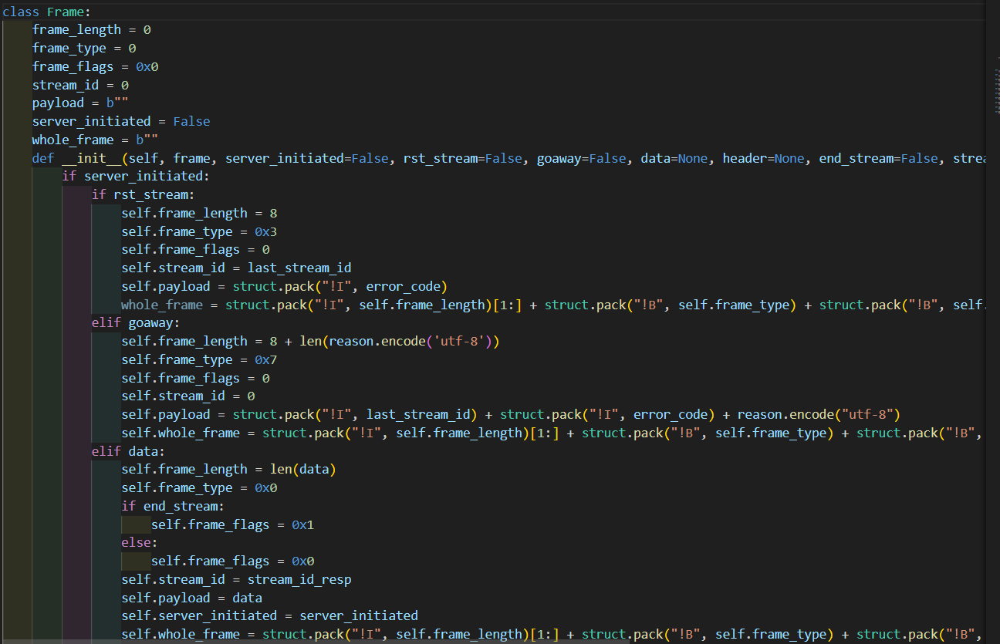 class Frame:
    frame_length = 0
    frame_type = 0
    frame_flags = 0x0
    stream_id = 0
    payload = b""
    server_initiated = False
    whole_frame = b""
    def __init__(self, frame, server_initiated=False, rst_stream=False, goaway=False, data=None, header=None, end_stream=False, strea
        if server_initiated:
            if rst_stream:
                self.frame_length = 8
                self.frame_type = 0x3
                self.frame_flags = 0
                self.stream_id = last_stream_id
                self.payload = struct.pack("!I", error_code)
                whole_frame = struct.pack("!I", self.frame_length)[1:] + struct.pack("!B", self.frame_type) + struct.pack("!B", self.
            elif goaway:
                self.frame_length = 8 + len(reason.encode('utf-8'))
                self.frame_type = 0x7
                self.frame_flags = 0
                self.stream_id = 0
                self.payload = struct.pack("!I", last_stream_id) + struct.pack("!I", error_code) + reason.encode("utf-8")
                self.whole_frame = struct.pack("!I", self.frame_length)[1:] + struct.pack("!B", self.frame_type) + struct.pack("!B",
            elif data:
                self.frame_length = len(data)
                self.frame_type = 0x0
                if end_stream:
                    self.frame_flags = 0x1
                else:
                    self.frame_flags = 0x0
                self.stream_id = stream_id_resp
                self.payload = data
                self.server_initiated = server_initiated
                self.whole_frame = struct.pack("!I", self.frame_length)[1:] + struct.pack("!B", self.frame_type) + struct.pack("!B",